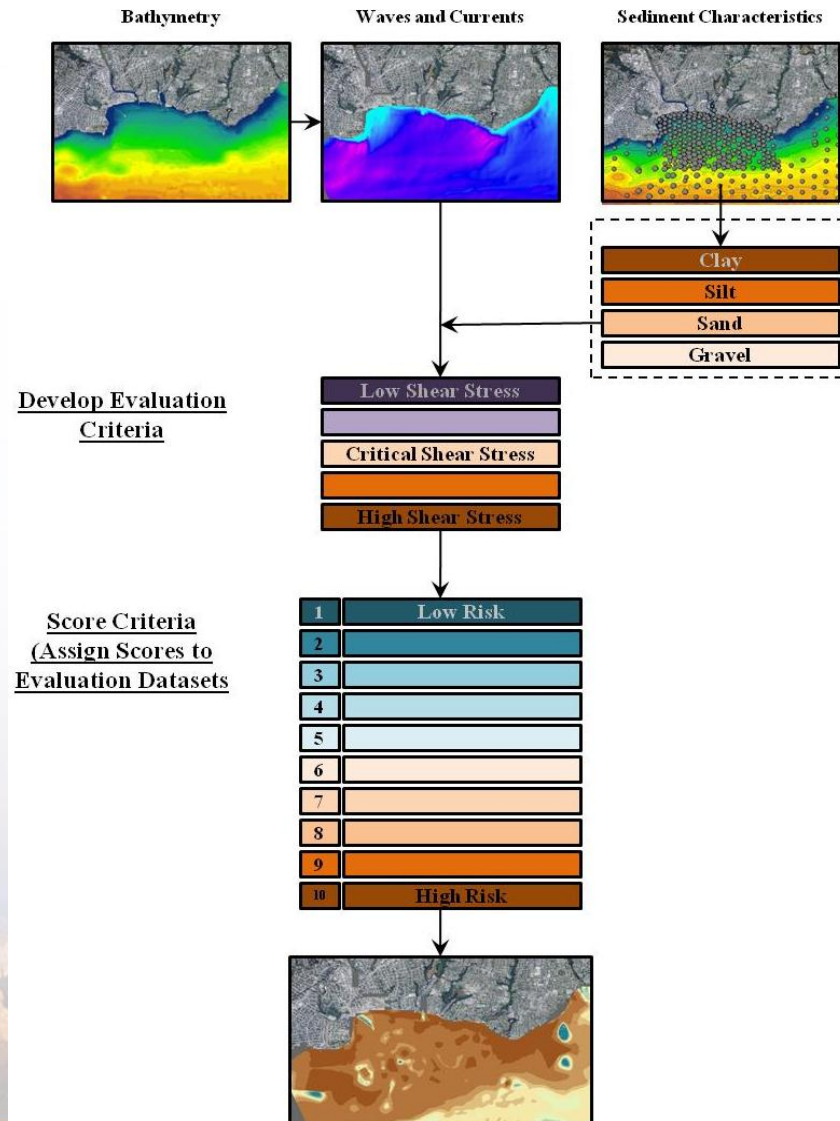 Bathymetry
Waves and Currents
Sediment Characteristics
Clay
Silt
Sand
Gravel
Develop Evaluation
Criteria
Low Shear Stress
Critical Shear Stress
High Shear Stress
Score Criteria
(Assign Scores to
Evaluation Datasets
1 Low Risk
2
3
4
5
6
7
8
9
10 High Risk